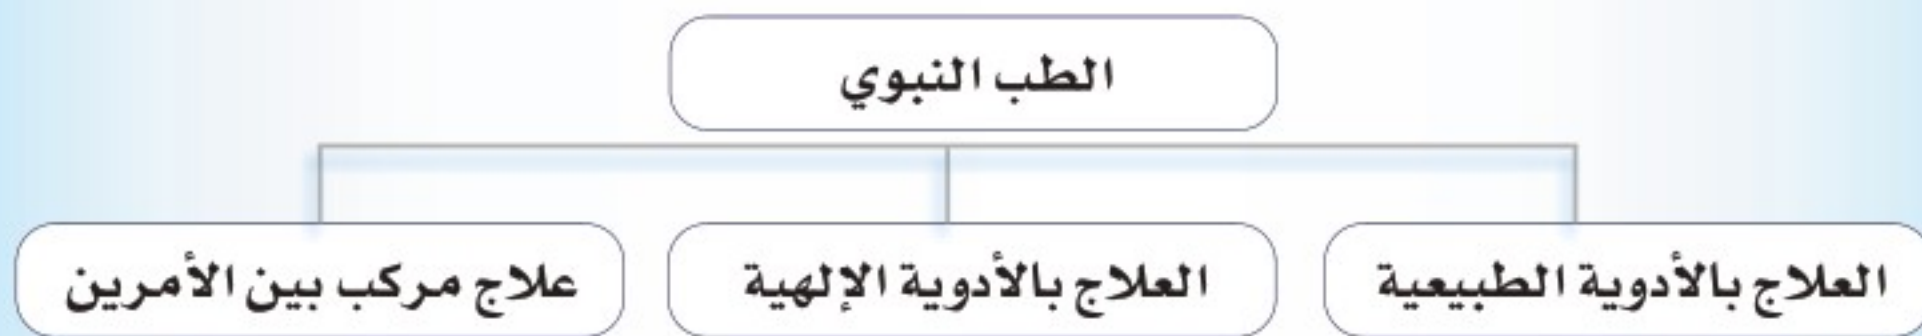 الطب النبوي
العلاج بالأدوية الطبيعية
العلاج بالأدوية الإلهية
علاج مركب بين الأمرين